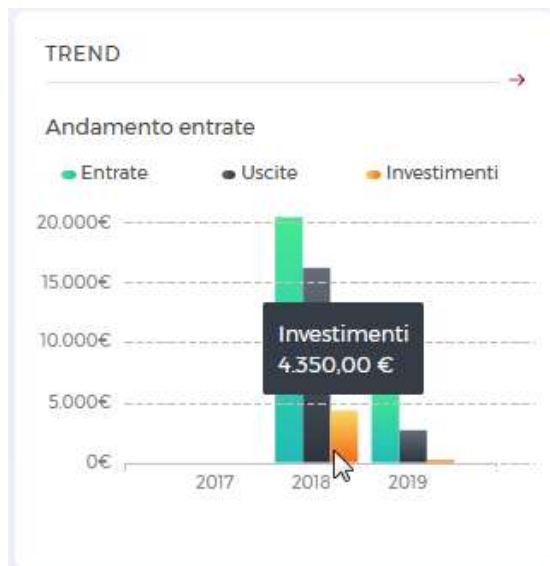 TREND
Andamento entrate
Entrate Uscite Investimenti
20.000€
15.000€
10.000€
5.000€
0€
Investimenti
4.350,00 €
2017 2018 2019